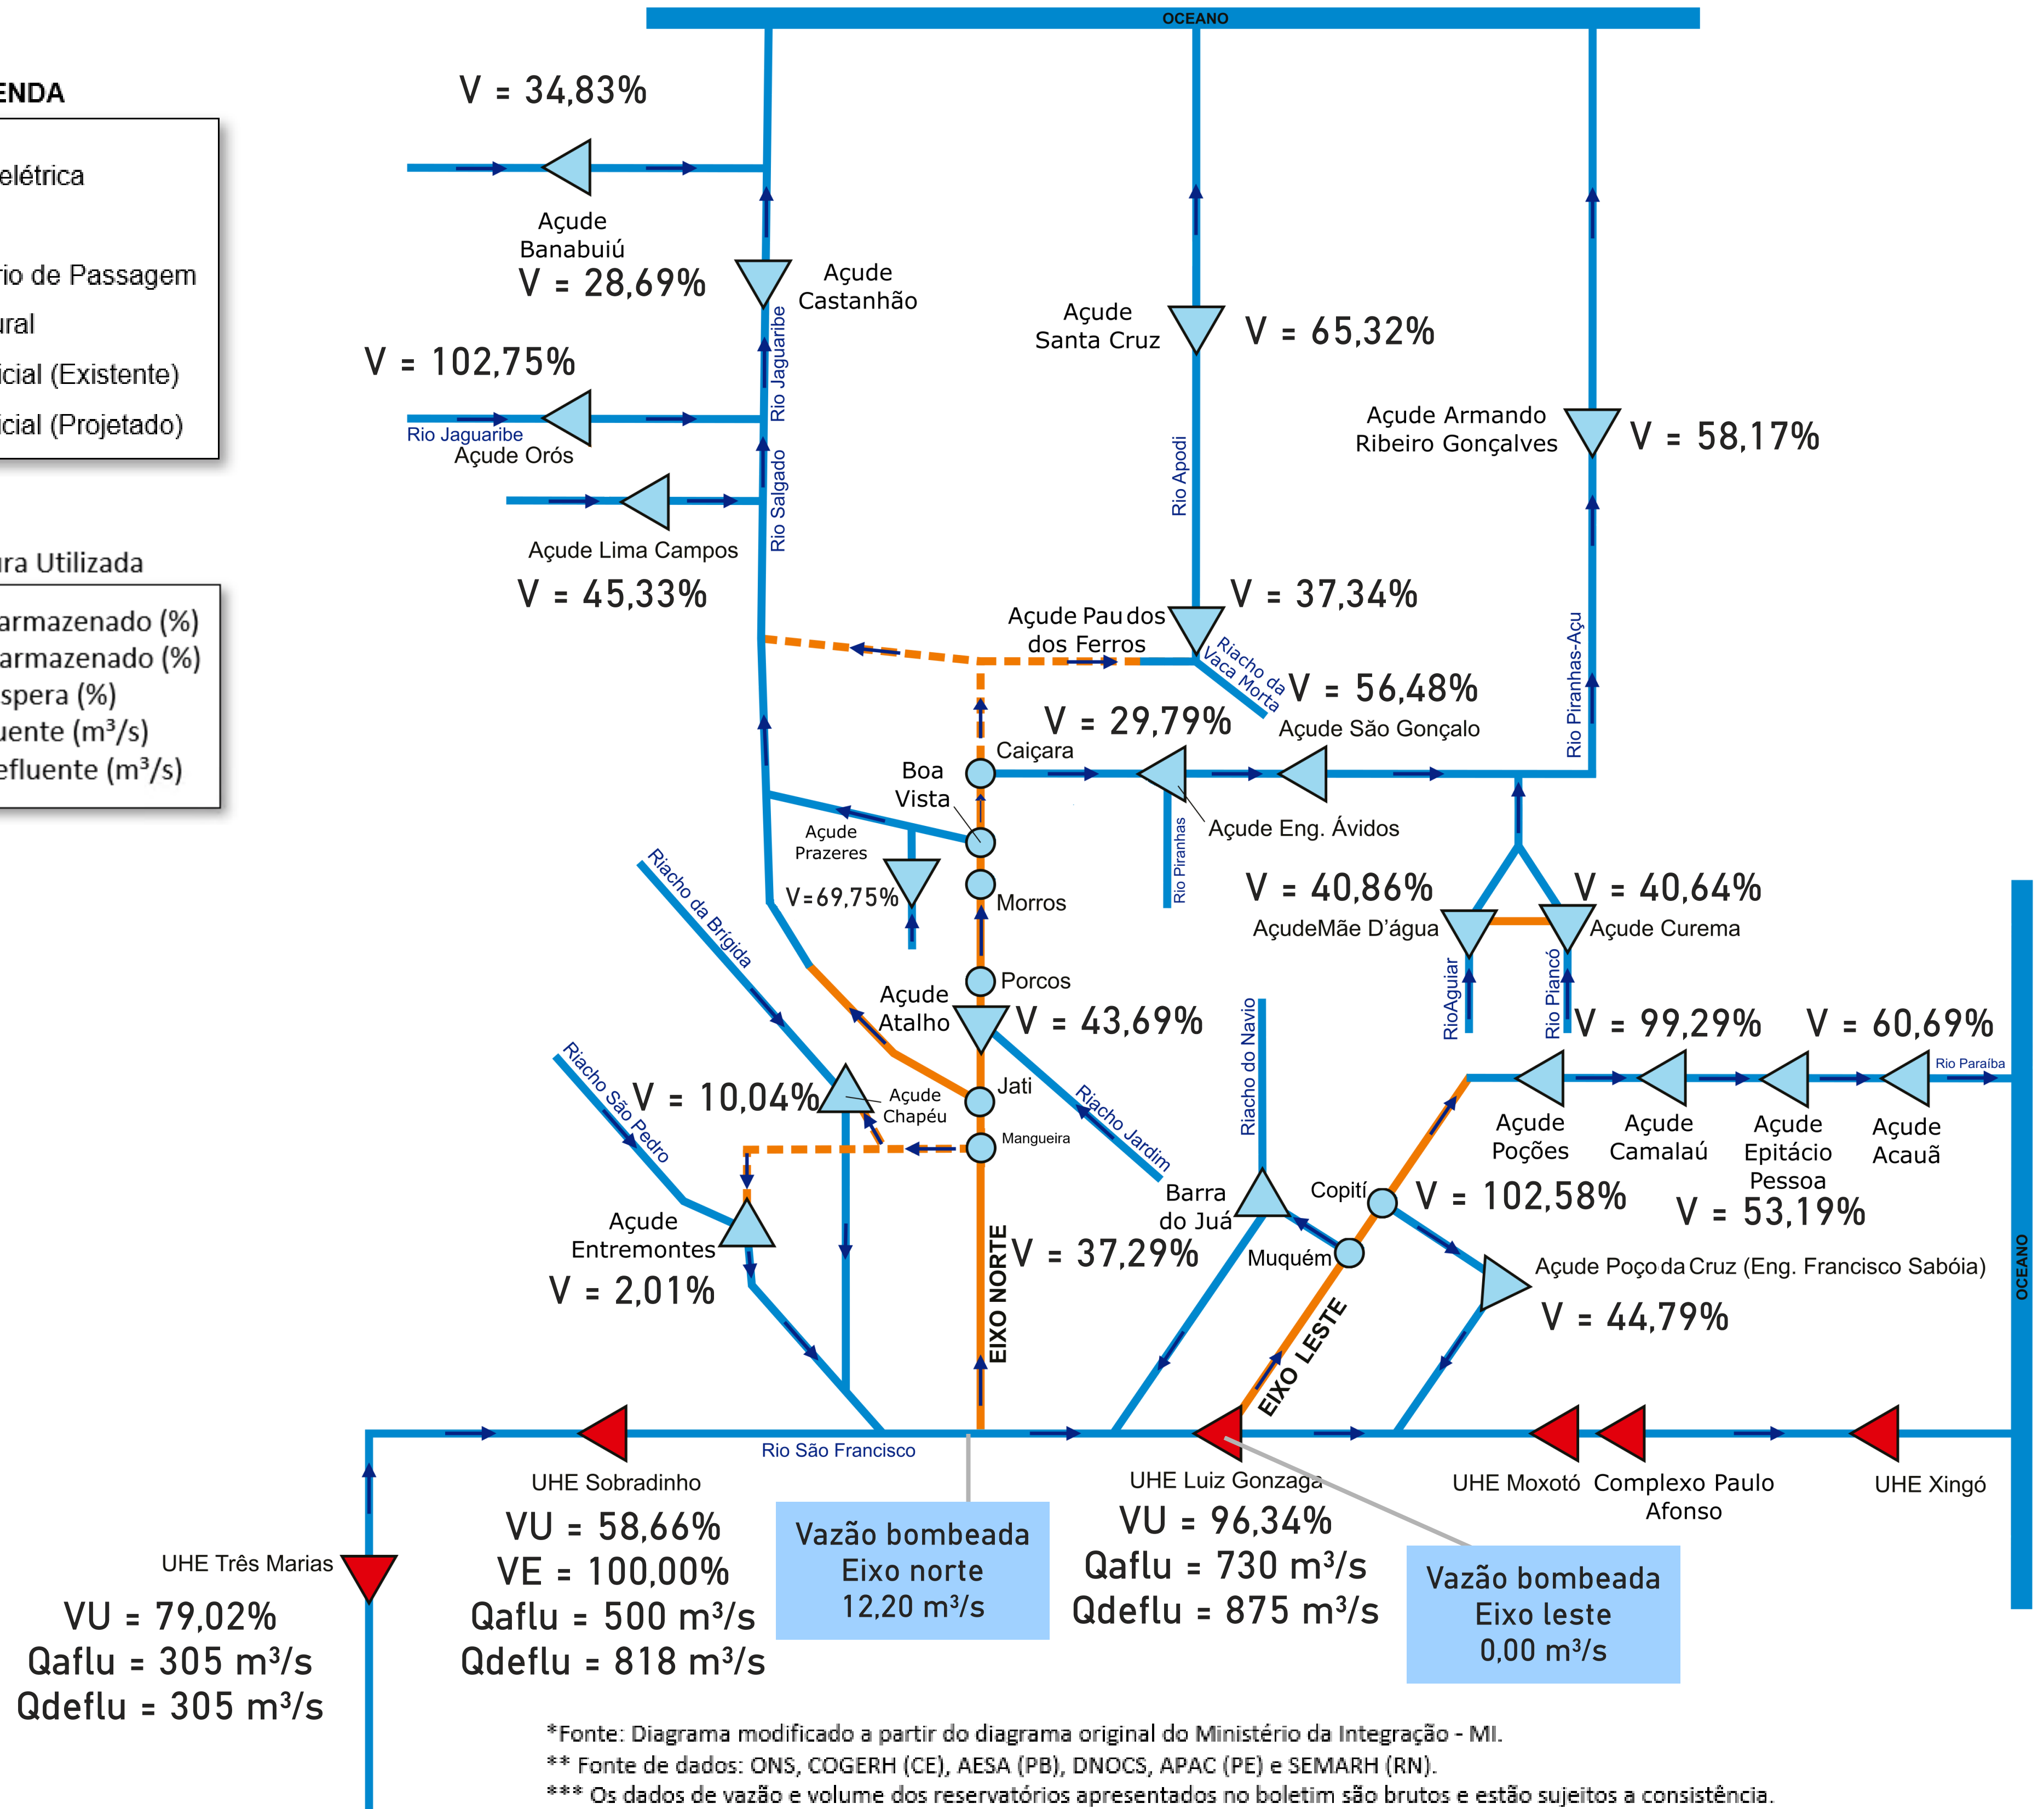 OCEANO
V = 34,83%
ENDA
elétrica
rio de Passagem
ural
icial (Existente)
icial (Projetado)
ura Utilizada
armazenado (%)
armazenado (%)
spera (%)
uente (m³/s)
efluente (m³/s)
Açude
Banabuiú
V = 28,69%
Açude
Castanhão
Rio Jaguaribe
V = 102,75%
Rio Jaguaribe
Açude Orós
Rio Salgado
Açude Lima Campos
V = 45,33%
Açude
Santa Cruz
V = 65,32%
Rio Apodi
Açude Armando
Ribeiro Gonçalves
V = 58,17%
Rio Piranhas-Açu
V = 37,34%
Açude Pau dos
dos Ferros
Riacho da
Vaca Morta
V = 56,48%
Açude São Gonçalo
V = 29,79%
Caiçara
Boa
Vista
Açude Eng. Ávidos
Rio Piranhas
Açude
Prazeres
V=69,75%
Morros
Riacho da Brígida
V = 40,86%
AçudeMãe D'água
V = 40,64%
Açude Curema
RioAguiar
Rio Piancó
Porcos
Açude
Atalho
V = 43,69%
Riacho do Navio
Riacho São Pedro
V = 10,04%
Açude
Chapéu
Jati
Mangueira
Riacho Jardim
V = 99,29%
V = 60,69%
Rio Paraíba
Açude
Poções
Açude
Camalaú
Açude
Epitácio
Pessoa
Açude
Acauã
V = 102,58%
V = 53,19%
OCEANO
Açude
Entremontes
V = 2,01%
EIXO NORTE
V = 37,29%
Barra
do Juá
Copití
Muquém
EIXO LESTE
Açude Poço da Cruz (Eng. Francisco Sabóia)
V = 44,79%
Rio São Francisco
UHE Sobradinho
VU = 58,66%
VE = 100,00%
Qaflu = 500 m³/s
Qdeflu = 818 m³/s
UHE Três Marias
VU = 79,02%
Qaflu = 305 m³/s
Qdeflu = 305 m³/s
Vazão bombeada
Eixo norte
12,20 m³/s
UHE Luiz Gonzaga
VU = 96,34%
Qaflu = 730 m³/s
Qdeflu = 875 m³/s
Vazão bombeada
Eixo leste
0,00 m³/s
UHE Moxotó
Complexo Paulo
Afonso
UHE Xingó
*Fonte: Diagrama modificado a partir do diagrama original do Ministério da Integração - MI.
** Fonte de dados: ONS, COGERH (CE), AESA (PB), DNOCS, APAC (PE) e SEMARH (RN).
*** Os dados de vazão e volume dos reservatórios apresentados no boletim são brutos e estão sujeitos a consistência.